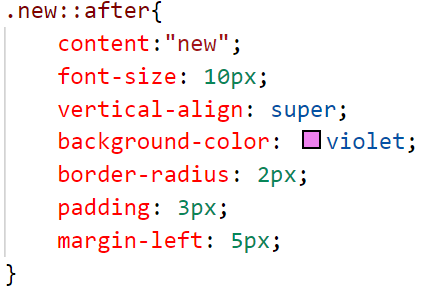 .new::after{
    content:"new";
    font-size: 10px;
    vertical-align: super;
    background-color: violet;
    border-radius: 2px;
    padding: 3px;
    margin-left: 5px;
}